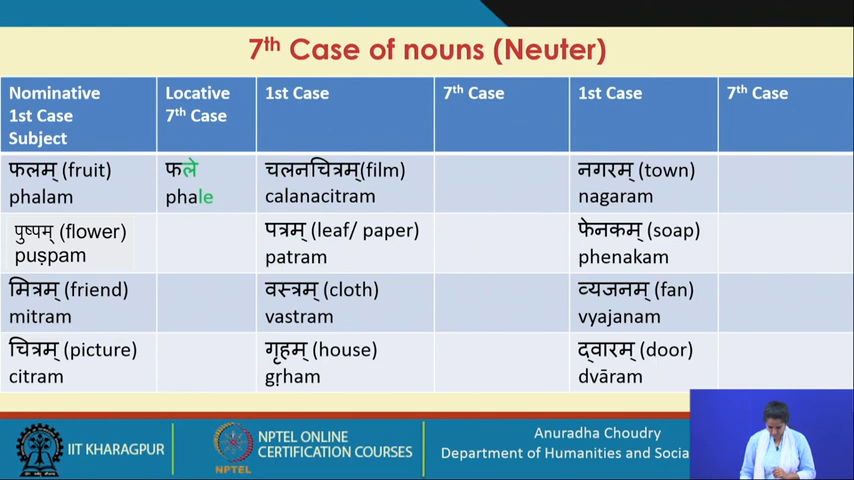 7th Case of nouns (Neuter)
Nominative
1st Case
Subject
Locative
7th Case
1st Case
7th Case
1st Case
7th Case
फलम् (fruit)
phalam
फले
phale
चलनचित्रम्(film)
calanacitram
नगरम् (town)
nagaram
पुष्पम् (flower)
puṣpam
पत्रम् (leaf/ paper)
patram
फेनकम् (soap)
phenakam
मित्रम् (friend)
mitram
वस्त्रम् (cloth)
vastram
व्यजनम् (fan)
vyajanam
चित्रम् (picture)
citram
गृहम् (house)
gṛham
द्वारम् (door)
dvāram
IIT KHARAGPUR
NPTEL
NPTEL ONLINE
CERTIFICATION COURSES
Anuradha Choudry
Department of Humanities and Socia